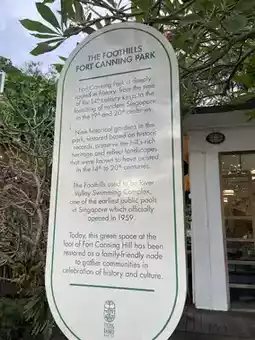 THE FOOTHILLS
FORT CANNING PARK
Fort Canning Park is deeply
rooted in history, from the seat
of the 14th century kings to the
founding of modern Singapore
in the 19th and 20th centuries.
Nine historical gardens in the
park, restored based on historic
records, preserve the hill's rich
heritage and reflect landscapes
that were known to have existed
in the 14th to 20th centuries.
The Foothills used to be River
Valley Swimming Complex,
one of the earliest public pools
in Singapore which officially
opened in 1959.
Today, this green space at the
foot of Fort Canning Hill has been
restored as a family-friendly node
to gather communities in
celebration of history and culture.